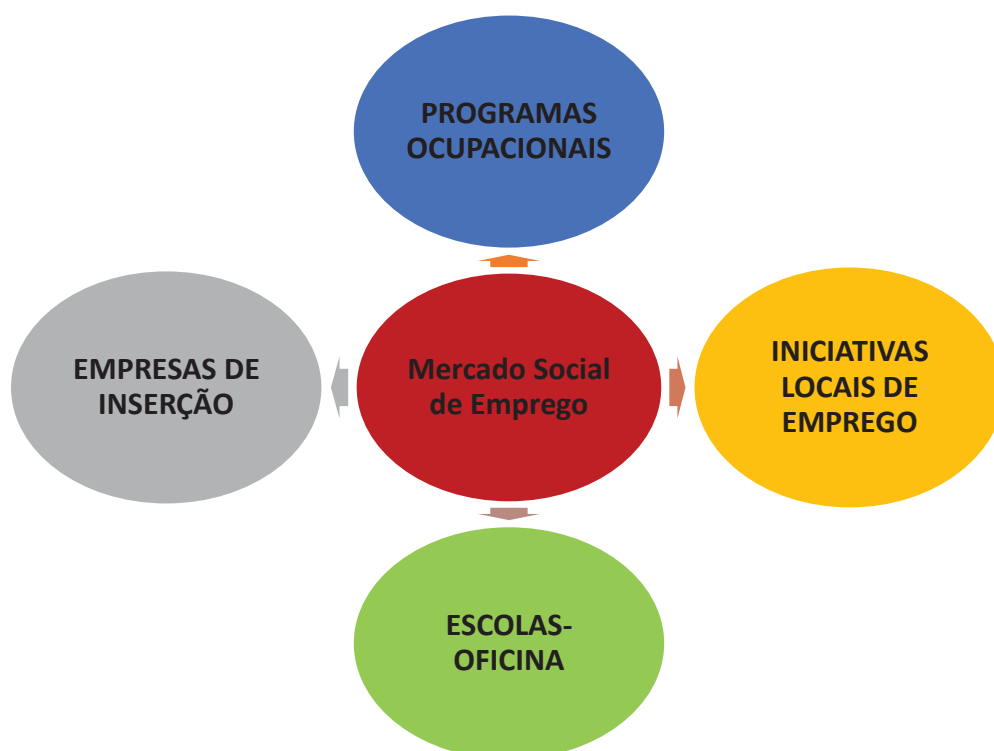 PROGRAMAS
OCUPACIONAIS
EMPRESAS DE
INSERÇÃO
Mercado Social
de Emprego
INICIATIVAS
LOCAIS DE
EMPREGO
ESCOLAS-
OFICINA